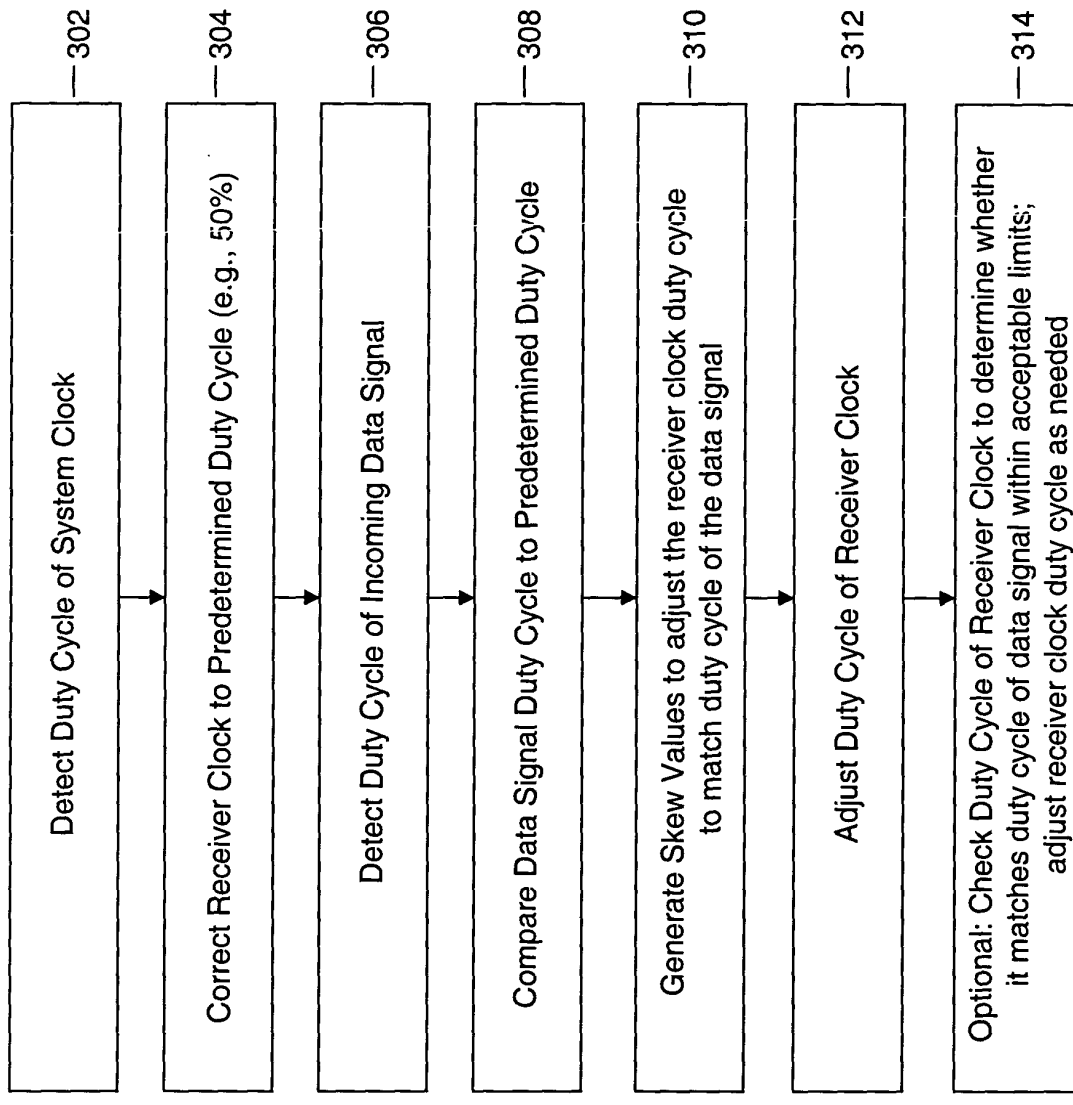 Detect Duty Cycle of System Clock
302
Correct Receiver Clock to Predetermined Duty Cycle (e.g., 50%)
304
Detect Duty Cycle of Incoming Data Signal
306
Compare Data Signal Duty Cycle to Predetermined Duty Cycle
308
Generate Skew Values to adjust the receiver clock duty cycle
to match duty cycle of the data signal
310
Adjust Duty Cycle of Receiver Clock
312
Optional: Check Duty Cycle of Receiver Clock to determine whether
it matches duty cycle of data signal within acceptable limits;
adjust receiver clock duty cycle as needed
314